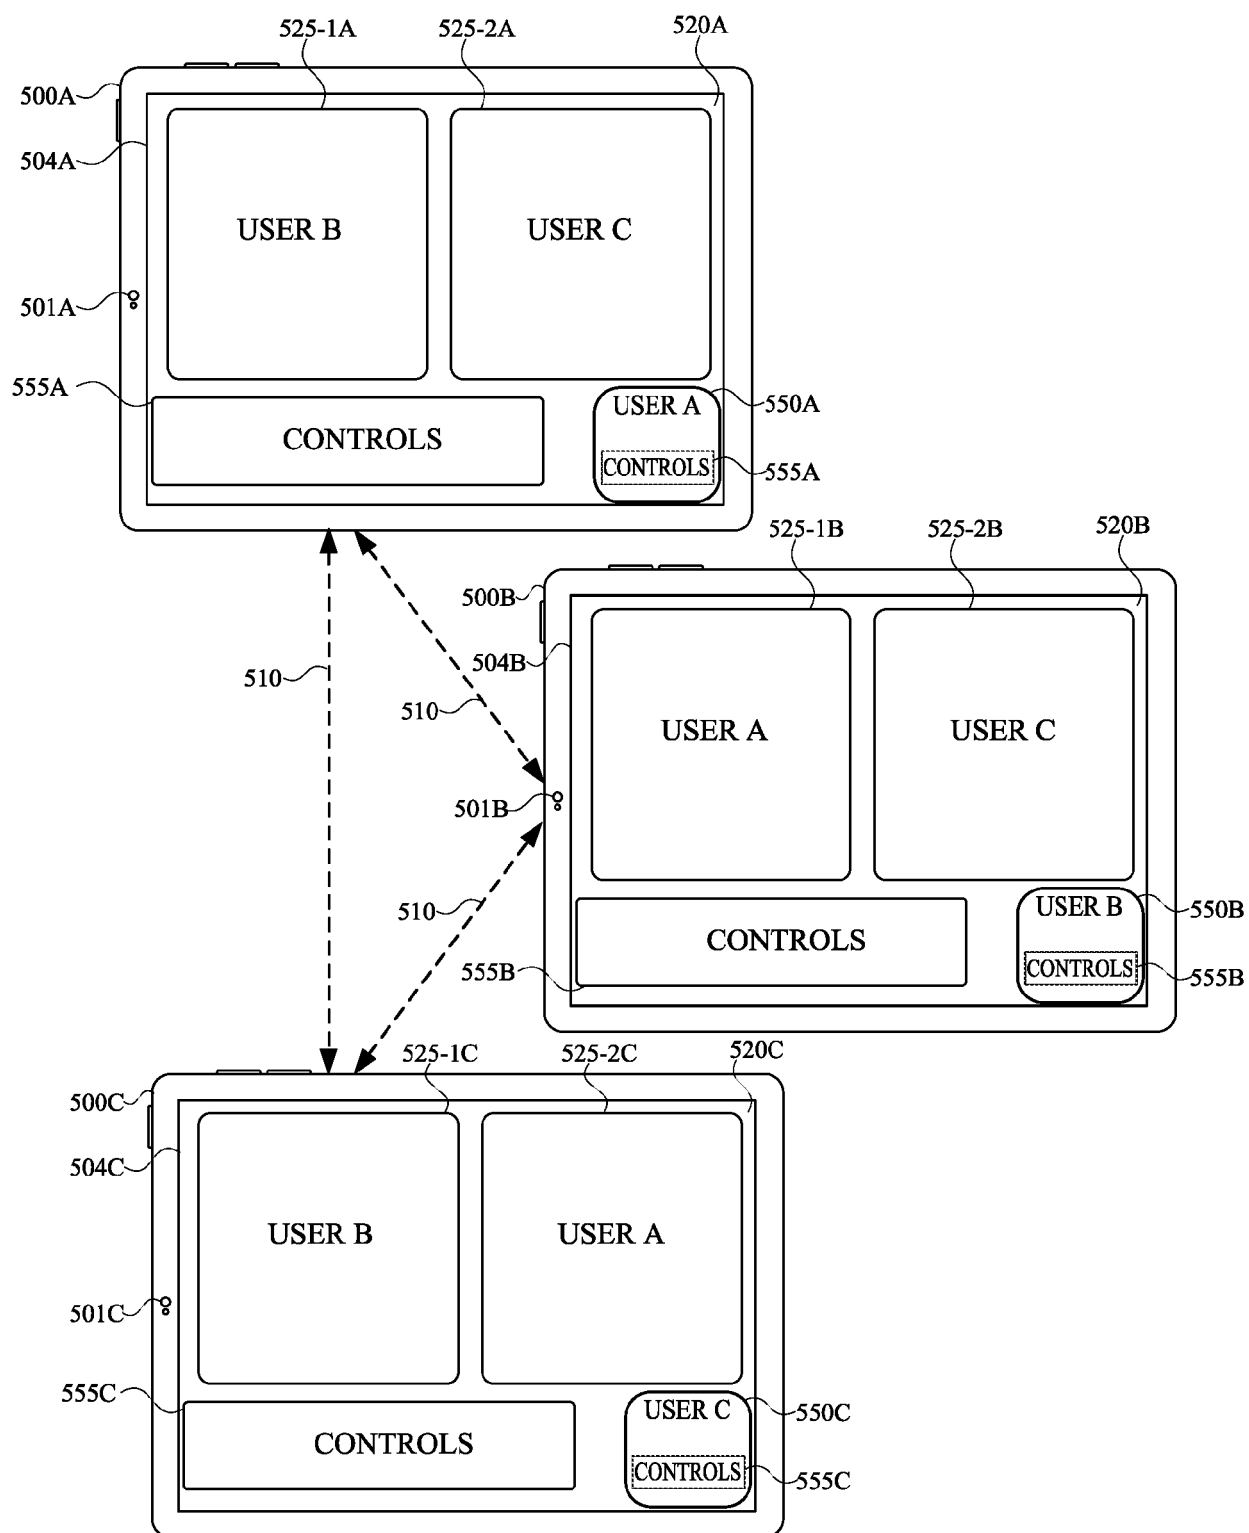 525-1A 525-2A 520A
500A
504A
USER B USER C
501A
555A
USER A 550A
CONTROLS
CONTROLS 555A
525-1B 525-2B 520B
500B
504B
510
510
USER A USER C
501B
510
USER B 550B
CONTROLS
CONTROLS 555B
555B
525-1C 525-2C 520C
500C
504C
USER B USER A
501C
555C
USER C 550C
CONTROLS
CONTROLS 555C